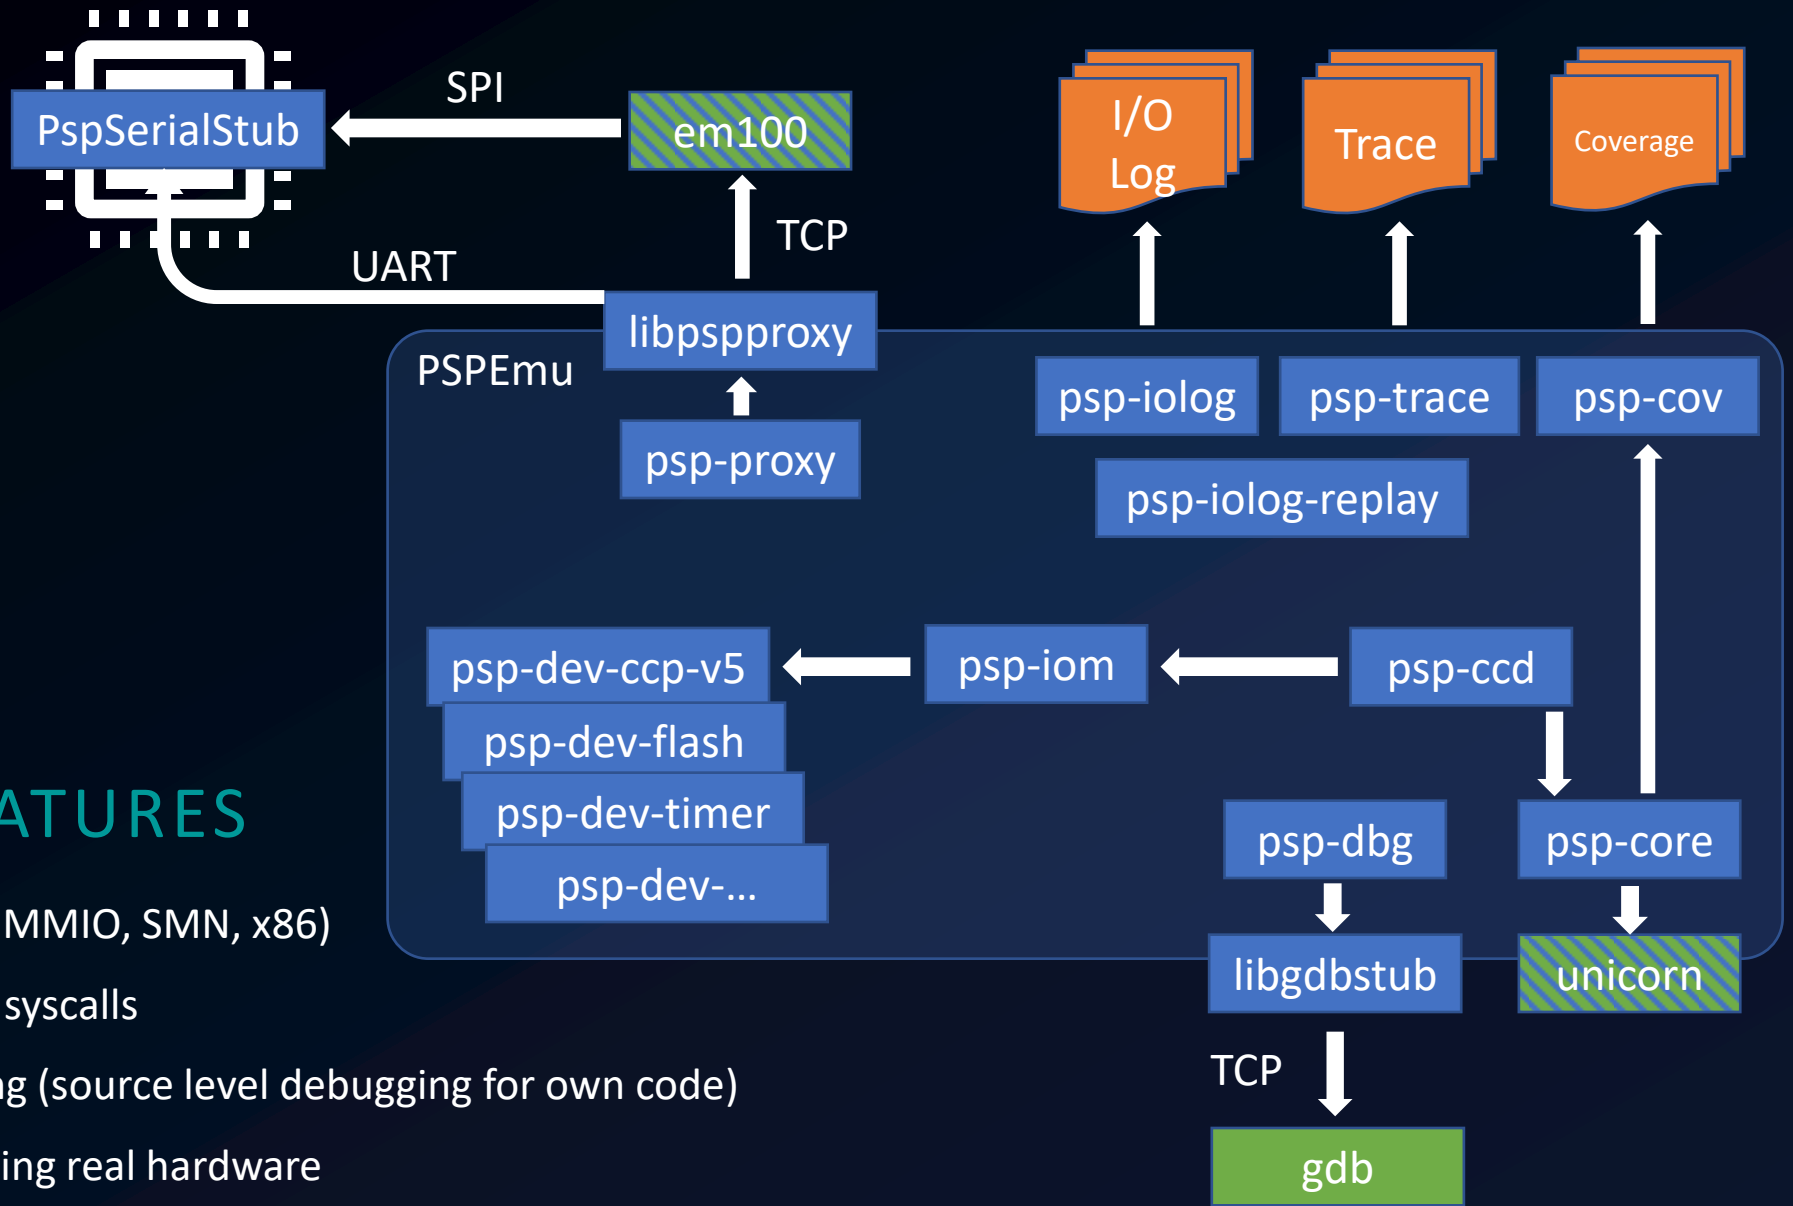 PspSerialStub
SPI
em100
UART
TCP
I/O
Log
Trace
Coverage
libpspproxy
PSPEmu
psp-proxy
psp-iolog
psp-trace
psp-cov
psp-iolog-replay
psp-dev-ccp-v5
psp-iom
psp-ccd
psp-dev-flash
psp-dev-timer
psp-dev-...
psp-dbg
psp-core
libgdbstub
unicorn
TCP
gdb
ATURES
MMIO, SMN, x86)
syscalls
ng (source level debugging for own code)
ing real hardware